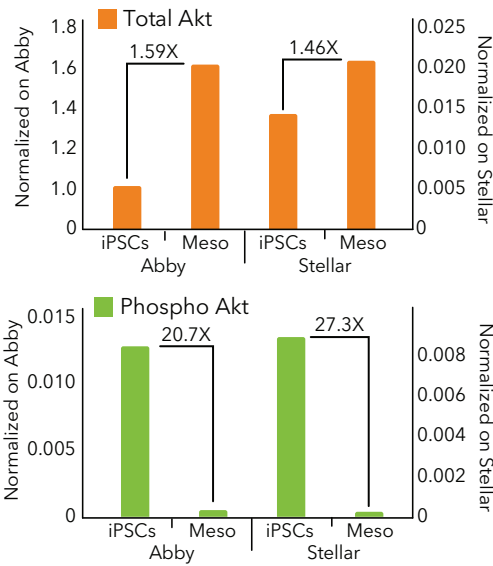 Total Akt
Normalized on Abby
1.8
1.6
1.4
1.2
1.0
0
1.59X
1.46X
0.025
0.020
0.015
0.010
0.005
0
Normalized on Stellar
iPSCs Meso iPSCs Meso
Abby Stellar
Phospho Akt
Normalized on Abby
0.015
0.010
0.005
0
20.7X
27.3X
0.008
0.006
0.004
0.002
0
Normalized on Stellar
iPSCs Meso iPSCs Meso
Abby Stellar